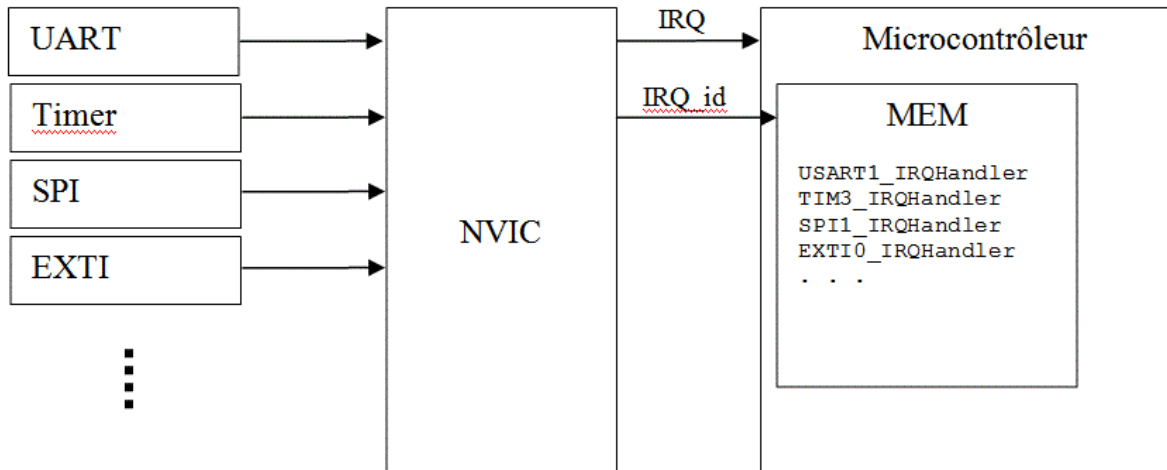 UART
Timer
SPI
EXTI
NVIC
IRQ
IRQ_id
Microcontrôleur
MEM
USART1_IRQHandler
TIM3_IRQHandler
SPI1_IRQHandler
EXTI0_IRQHandler
. . .